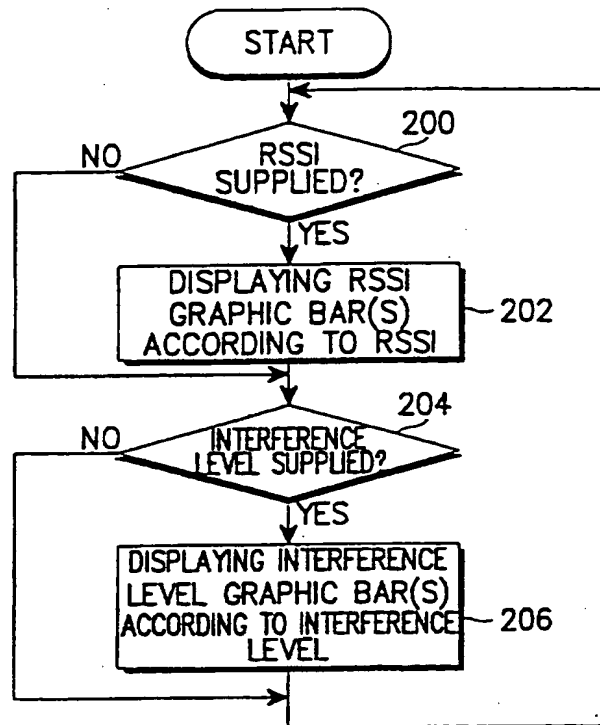 START
200
NO
RSSI
SUPPLIED?
YES
DISPLAYING RSSI
GRAPHIC BAR(S)
ACCORDING TO RSSI
202
204
NO
INTERFERENCE
LEVEL SUPPLIED?
YES
DISPLAYING INTERFERENCE
LEVEL GRAPHIC BAR(S)
ACCORDING TO INTERFERENCE
LEVEL
206